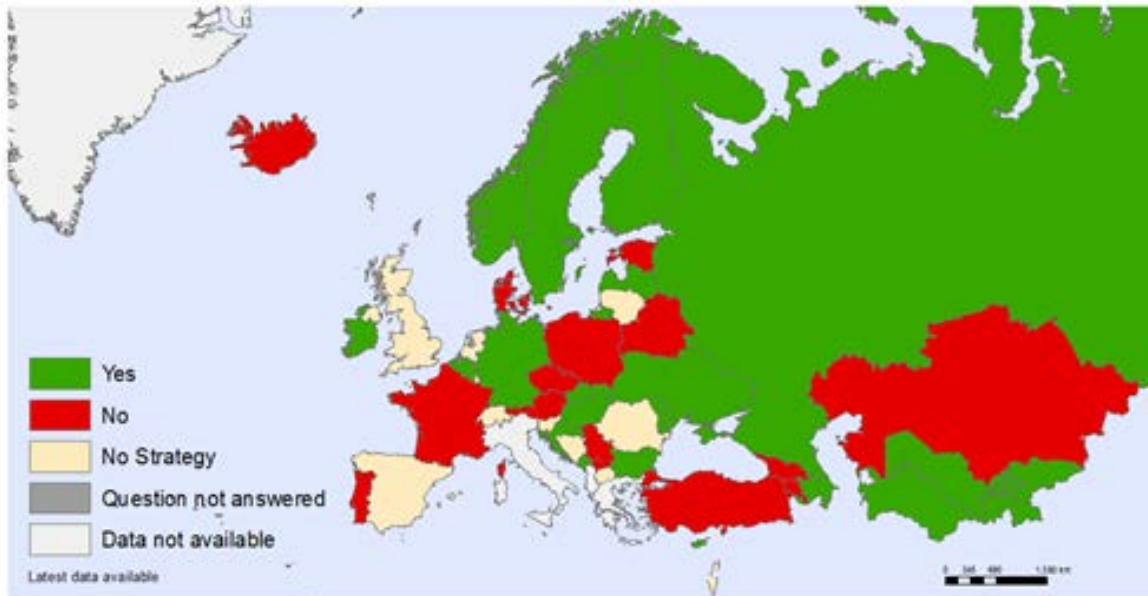 Yes
No
No Strategy
Question not answered
Data not available
Latest data available